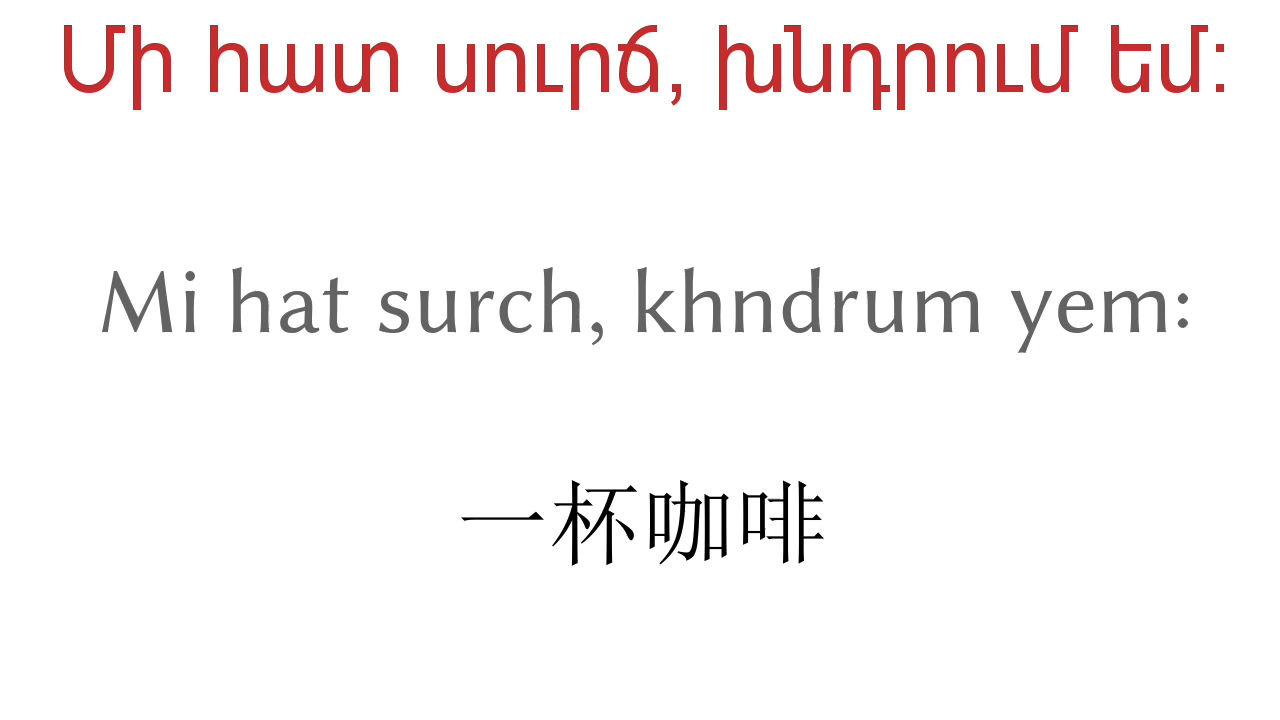 Մի հատ սուրճ, խնդրում եմ։
Mi hat surch, khndrum yem։
一杯咖啡